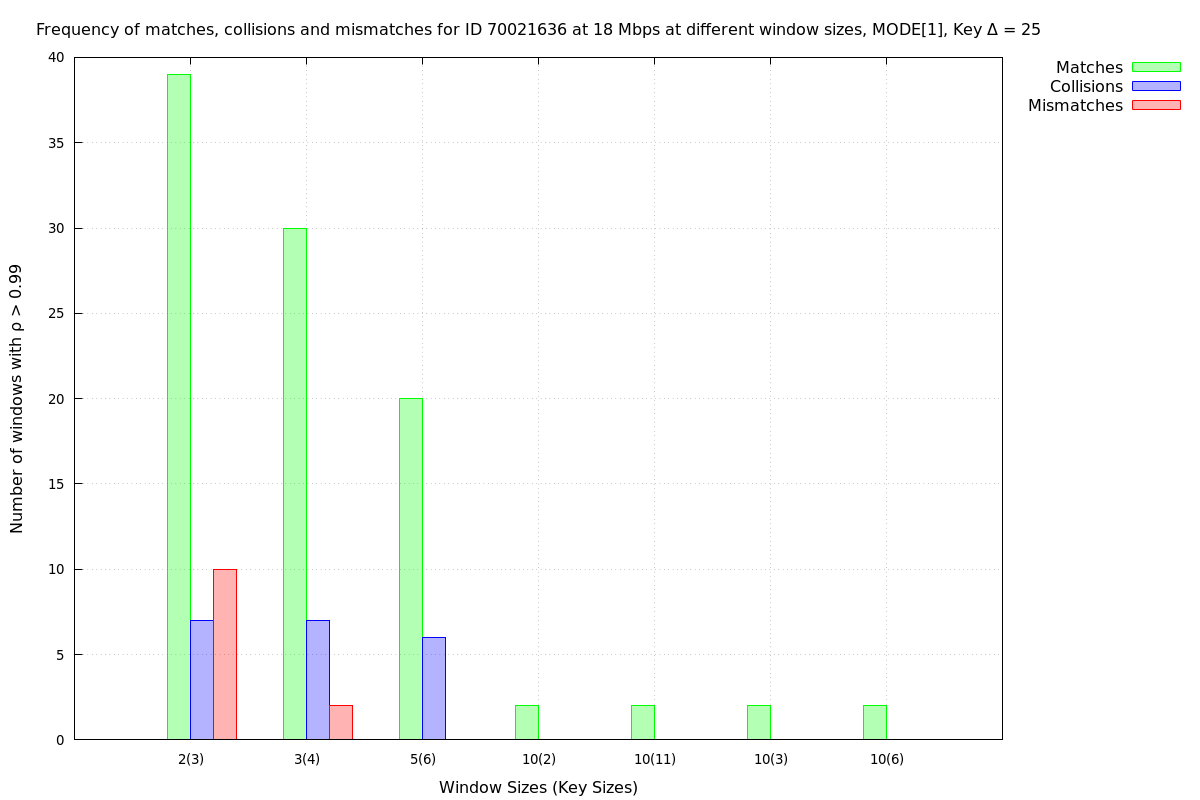 Frequency of matches, collisions and mismatches for ID 70021636 at 18 Mbps at different window sizes, MODE[1], Key Δ = 25
Matches
Collisions
Mismatches
Number of windows with ρ > 0.99
40
35
30
25
20
15
10
5
0
2(3) 3(4) 5(6) 10(2) 10(11) 10(3) 10(6)
Window Sizes (Key Sizes)